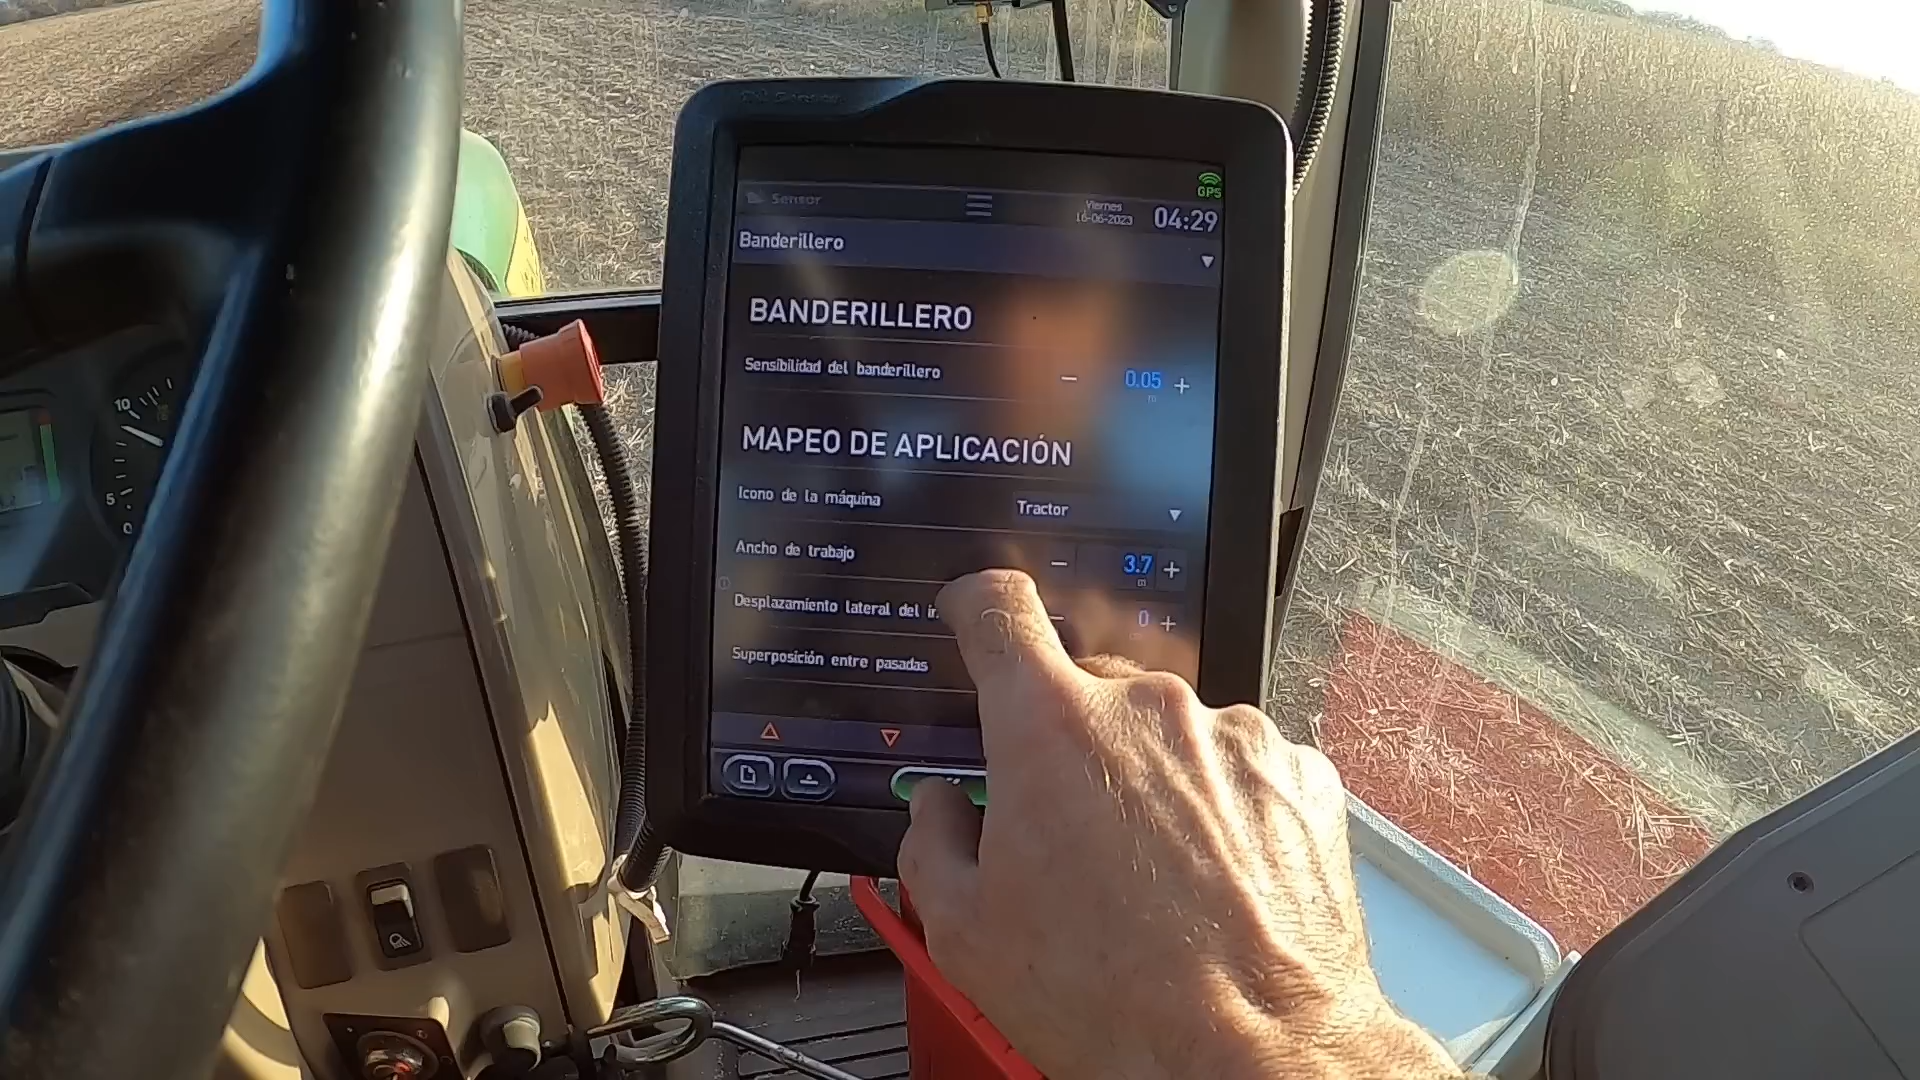 Sensor
GPS
Viernes
16-06-2023
04:29
Banderillero
BANDERILLERO
Sensibilidad del banderillero
0.05
m
MAPEO DE APLICACIÓN
Icono de la máquina
Tractor
Ancho de trabajo
3.7
m
Desplazamiento lateral del
0
Superposición entre pasadas
10
5
0